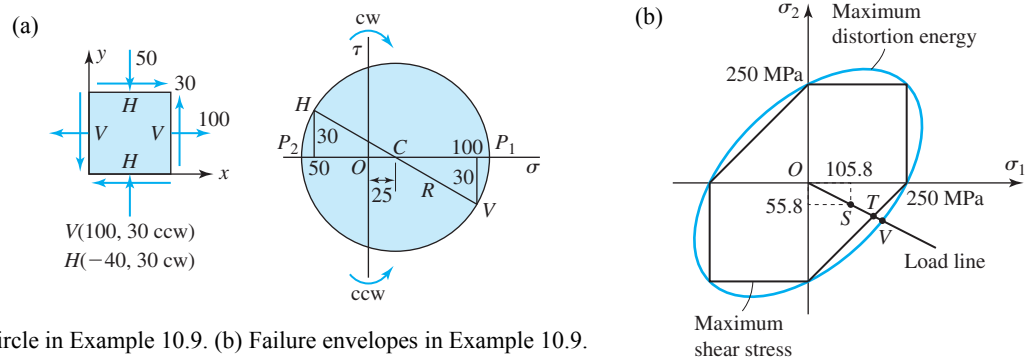 (a)
cw
τ
y
50
30
H
V
V
100
H
x
V(100, 30 ccw)
H(−40, 30 cw)
H
30
P2
50
O
C
100
P1
σ
25
R
30
V
ccw
(b)
σ2
Maximum
distortion energy
250 MPa
O
105.8
σ1
55.8
S
T
250 MPa
V
Load line
Maximum
shear stress
ircle in Example 10.9. (b) Failure envelopes in Example 10.9.